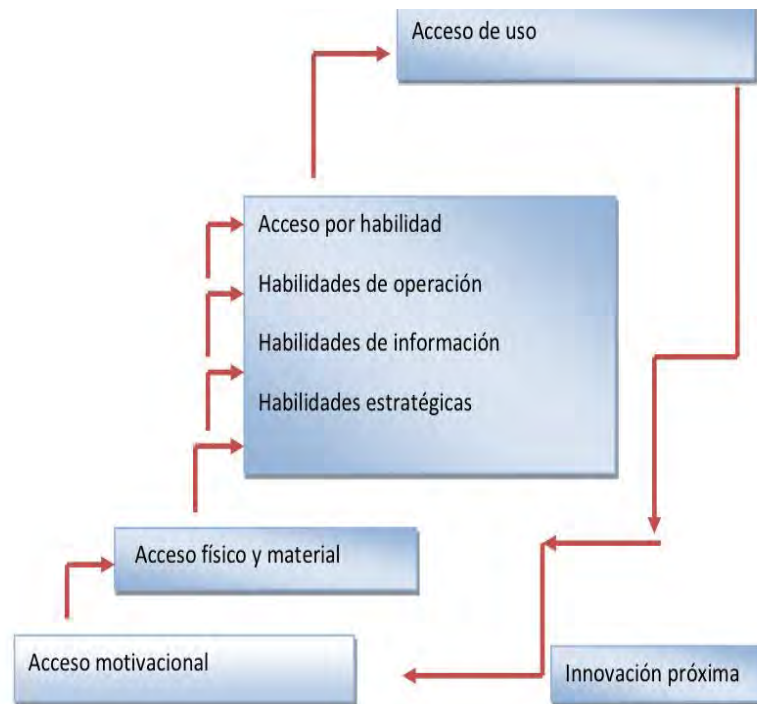 Acceso de uso
Acceso por habilidad
Habilidades de operación
Habilidades de información
Habilidades estratégicas
Acceso físico y material
Acceso motivacional
Innovación próxima